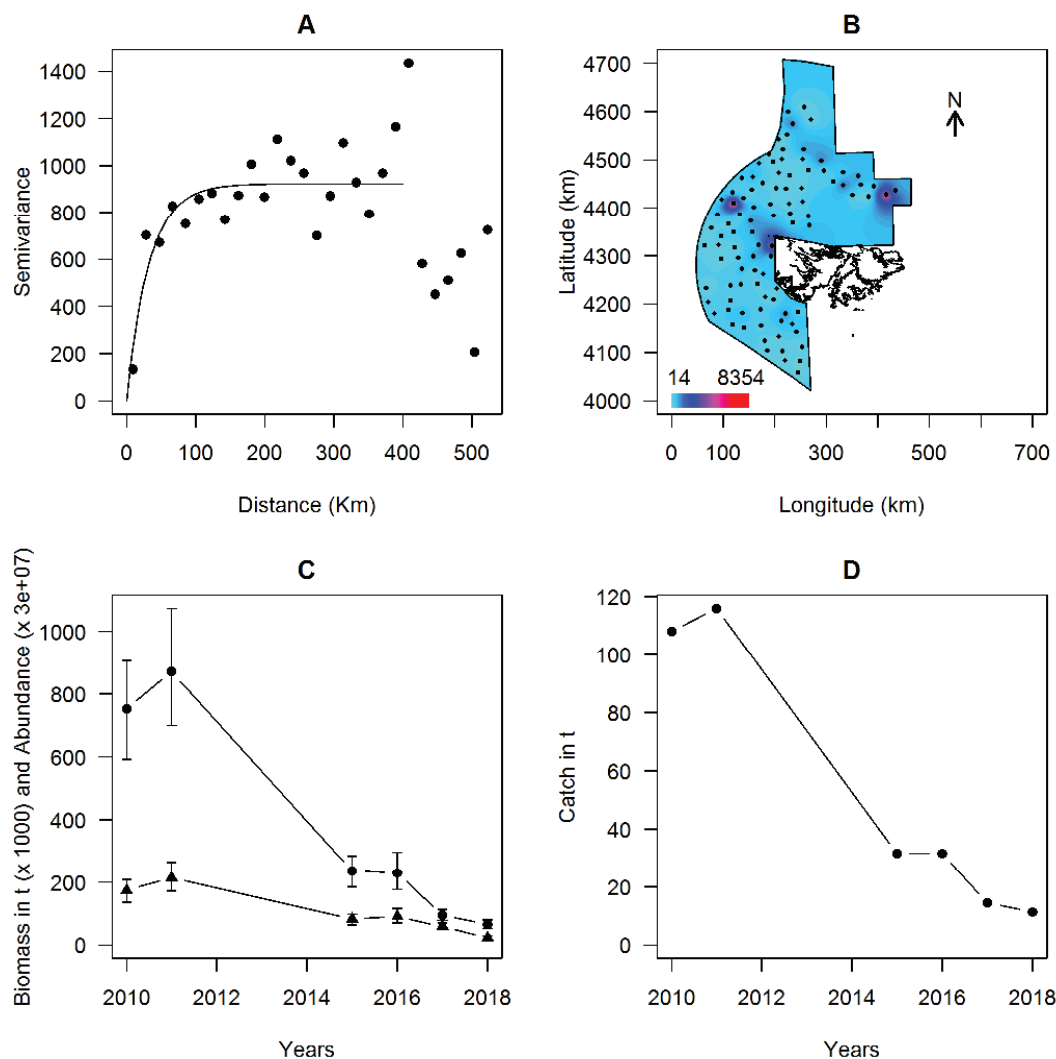 A
Semivariance
1400
1200
1000
800
600
400
200
0
0 100 200 300 400 500
Distance (Km)
B
Latitude (km)
4700
4600
4500
4400
4300
4200
4100
4000
N
14 8354
0 100 300 500 700
Longitude (km)
C
Biomass in t (x 1000) and Abundance (x 3e+07)
1000
800
600
400
200
0
2010 2012 2014 2016 2018
Years
D
Catch in t
120
100
80
60
40
20
0
2010 2012 2014 2016 2018
Years